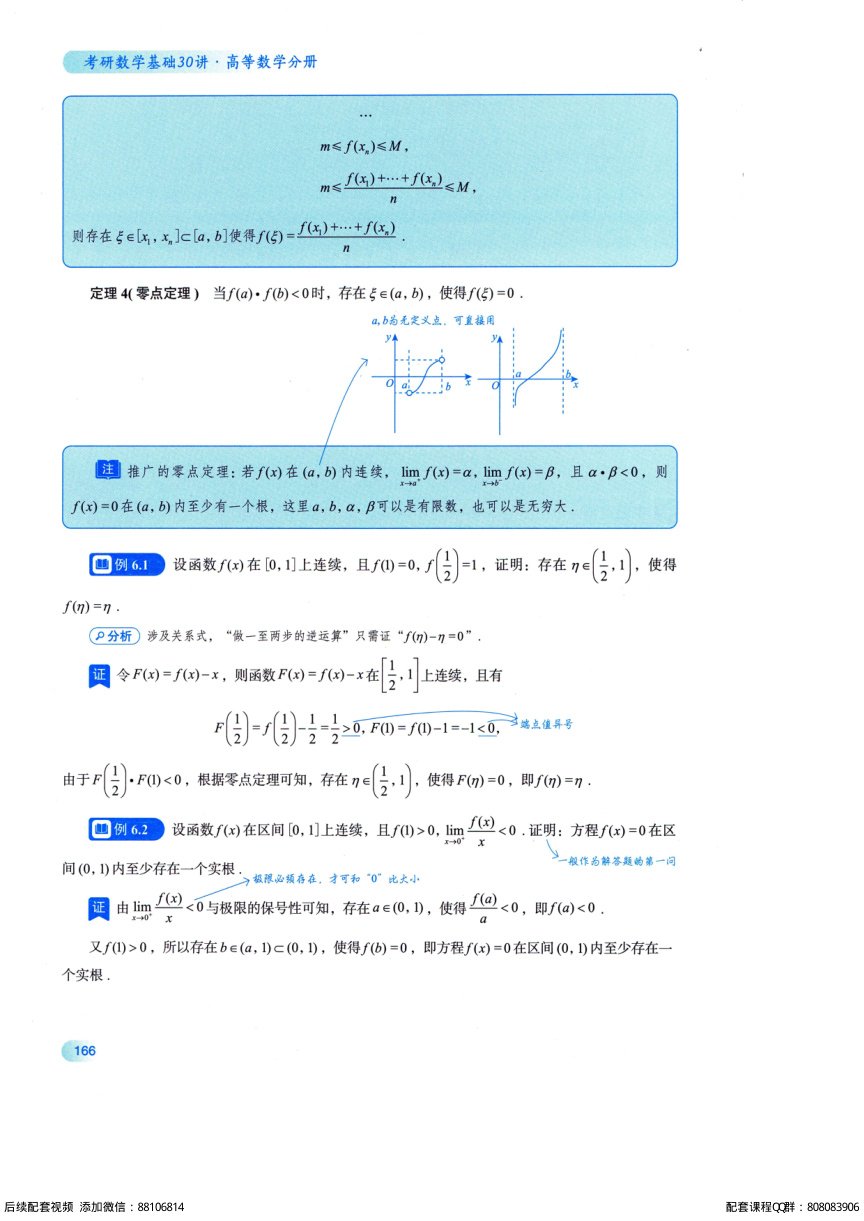 考研数学基础30讲·高等数学分册
…
m≤f(xₙ)≤M，
m≤(f(x₁)+⋯+f(xₙ))/n≤M，
则存在ξ∈[x₁, xₙ]⊂[a, b]使得f(ξ)=(f(x₁)+⋯+f(xₙ))/n．
定理4(零点定理) 当f(a)•f(b)<0时，存在ξ∈(a, b)，使得f(ξ)=0．
a,b为无定义点，可直接用
y y
O a b x O a b x
注 推广的零点定理：若f(x)在(a, b)内连续，lim_{x→a⁺} f(x)=α, lim_{x→b⁻} f(x)=β，且α•β<0，则
f(x)=0在(a, b)内至少有一个根，这里a, b, α, β可以是有限数，也可以是无穷大．
例6.1 设函数f(x)在[0, 1]上连续，且f(1)=0, f(1/2)=1，证明：存在η∈(1/2, 1)，使得
f(η)=η．
分析 涉及关系式，“做一至两步的逆运算”只需证“f(η)−η=0”．
证 令F(x)=f(x)−x，则函数F(x)=f(x)−x在[1/2, 1]上连续，且有
F(1/2)=f(1/2)−1/2=1/2>0, F(1)=f(1)−1=−1<0, 端点值异号
由于F(1/2)•F(1)<0，根据零点定理可知，存在η∈(1/2, 1)，使得F(η)=0，即f(η)=η．
例6.2 设函数f(x)在区间[0, 1]上连续，且f(1)>0, lim_{x→0⁺} f(x)/x<0．证明：方程f(x)=0在区
间(0, 1)内至少存在一个实根．
一般作为解答题的第一问
极限必须存在，才可和“0”比大小
证 由lim_{x→0⁺} f(x)/x<0与极限的保号性可知，存在a∈(0, 1)，使得f(a)/a<0，即f(a)<0．
又f(1)>0，所以存在b∈(a, 1)⊂(0, 1)，使得f(b)=0，即方程f(x)=0在区间(0, 1)内至少存在一
个实根．
166
后续配套视频 添加微信：88106814
配套课程QQ群：808083906